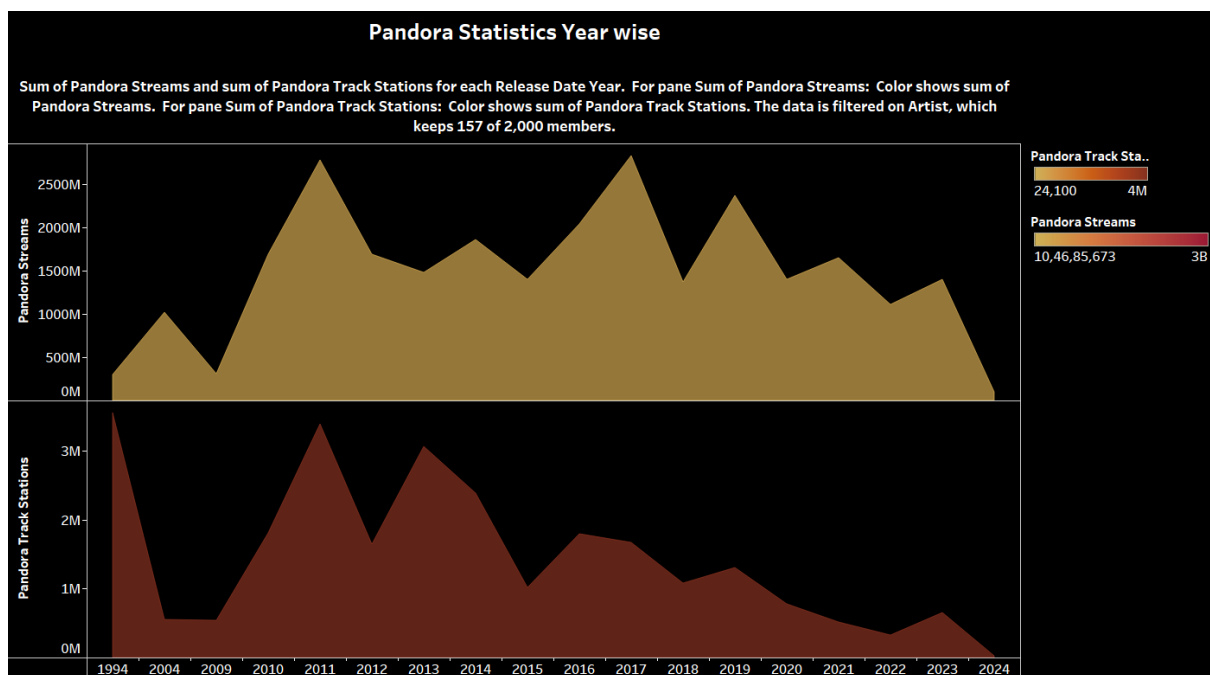 Pandora Statistics Year wise
Sum of Pandora Streams and sum of Pandora Track Stations for each Release Date Year. For pane Sum of Pandora Streams: Color shows sum of
Pandora Streams. For pane Sum of Pandora Track Stations: Color shows sum of Pandora Track Stations. The data is filtered on Artist, which
keeps 157 of 2,000 members.
Pandora Streams
2500M
2000M
1500M
1000M
500M
0M
Pandora Track Stations
3M
2M
1M
0M
1994 2004 2009 2010 2011 2012 2013 2014 2015 2016 2017 2018 2019 2020 2021 2022 2023 2024
Pandora Track Sta..
24,100 4M
Pandora Streams
10,46,85,673 3B